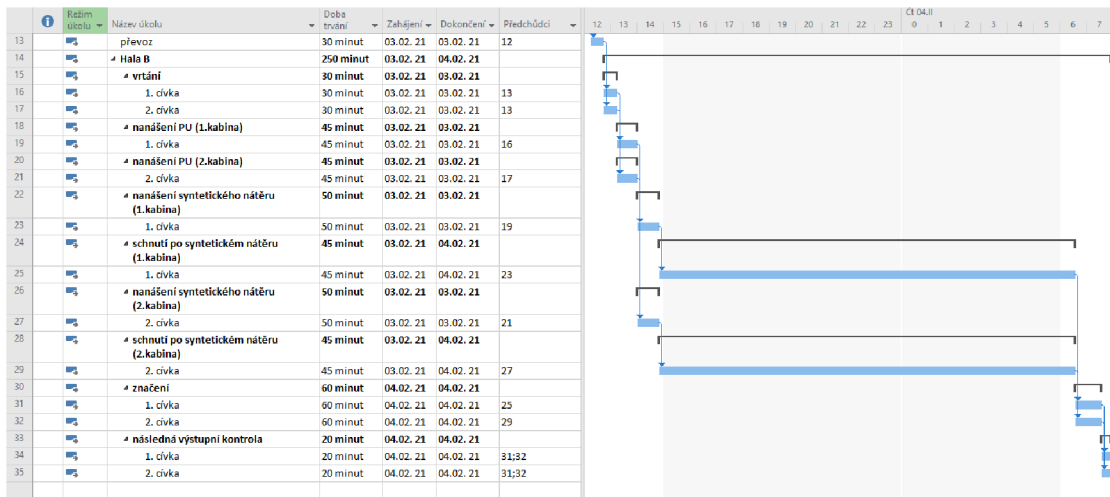 Čt 04.II
Režim úkolu Název úkolu Doba trvání Zahájení Dokončení Předchůdci 12 13 14 15 16 17 18 19 20 21 22 23 0 1 2 3 4 5 6 7
13 převoz 30 minut 03.02. 21 03.02. 21 12
14 Hala B 250 minut 03.02. 21 04.02. 21
15 vrtání 30 minut 03.02. 21 03.02. 21
16 1. cívka 30 minut 03.02. 21 03.02. 21 13
17 2. cívka 30 minut 03.02. 21 03.02. 21 13
18 nanášení PU (1.kabina) 45 minut 03.02. 21 03.02. 21
19 1. cívka 45 minut 03.02. 21 03.02. 21 16
20 nanášení PU (2.kabina) 45 minut 03.02. 21 03.02. 21
21 2. cívka 45 minut 03.02. 21 03.02. 21 17
22 nanášení syntetického nátěru 50 minut 03.02. 21 03.02. 21
(1.kabina)
23 1. cívka 50 minut 03.02. 21 03.02. 21 19
24 schnutí po syntetickém nátěru 45 minut 03.02. 21 04.02. 21
(1.kabina)
25 1. cívka 45 minut 03.02. 21 04.02. 21 23
26 nanášení syntetického nátěru 50 minut 03.02. 21 03.02. 21
(2.kabina)
27 2. cívka 50 minut 03.02. 21 03.02. 21 21
28 schnutí po syntetickém nátěru 45 minut 03.02. 21 04.02. 21
(2.kabina)
29 2. cívka 45 minut 03.02. 21 04.02. 21 27
30 značení 60 minut 04.02. 21 04.02. 21
31 1. cívka 60 minut 04.02. 21 04.02. 21 25
32 2. cívka 60 minut 04.02. 21 04.02. 21 29
33 následná výstupní kontrola 20 minut 04.02. 21 04.02. 21
34 1. cívka 20 minut 04.02. 21 04.02. 21 31;32
35 2. cívka 20 minut 04.02. 21 04.02. 21 31;32